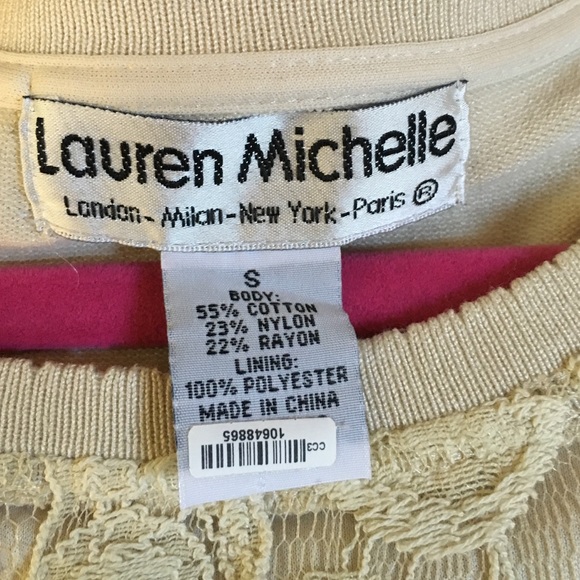 Lauren Michelle
London - Milan - New York - Paris ®
S
BODY:
55% COTTON
23% NYLON
22% RAYON
LINING:
100% POLYESTER
MADE IN CHINA
10648865
CC3